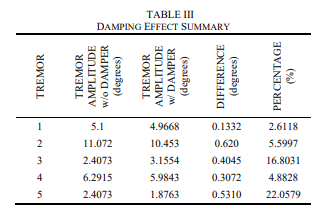 TABLE III
DAMPING EFFECT SUMMARY
TREMOR
TREMOR AMPLITUDE w/o DAMPER (degrees)
TREMOR AMPLITUDE w/ DAMPER (degrees)
DIFFERENCE (degrees)
PERCENTAGE (%)
1 5.1 4.9668 0.1332 2.6118
2 11.072 10.453 0.620 5.5997
3 2.4073 3.1554 0.4045 16.8031
4 6.2915 5.9843 0.3072 4.8828
5 2.4073 1.8763 0.5310 22.0579